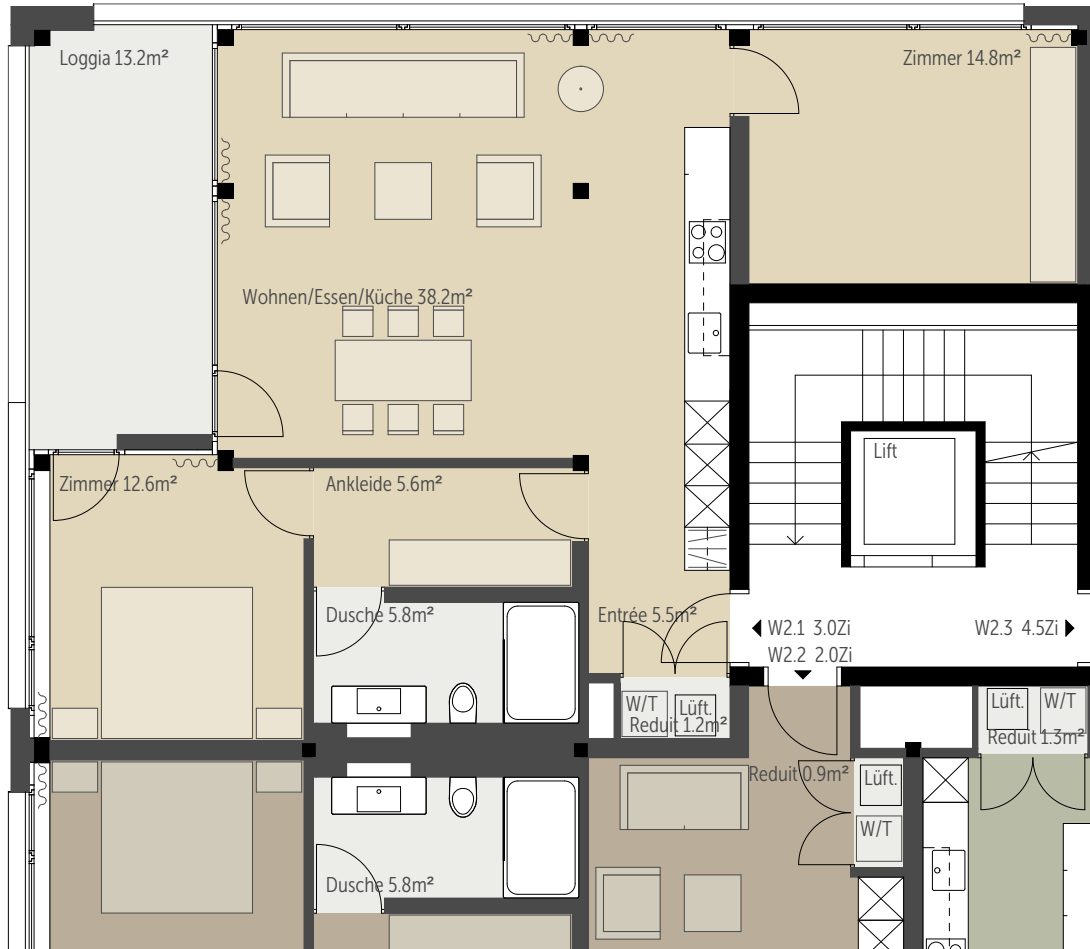 Loggia 13.2m²
Zimmer 14.8m²
Wohnen/Essen/Küche 38.2m²
Lift
Zimmer 12.6m²
Ankleide 5.6m²
Dusche 5.8m²
Entrée 5.5m²
W2.1 3.0Zi
W2.3 4.5Zi
W2.2 2.0Zi
W/T
Lüft.
Reduit 1.2m²
Lüft.
W/T
Reduit 1.3m²
Reduit 0.9m²
Lüft.
W/T
Dusche 5.8m²